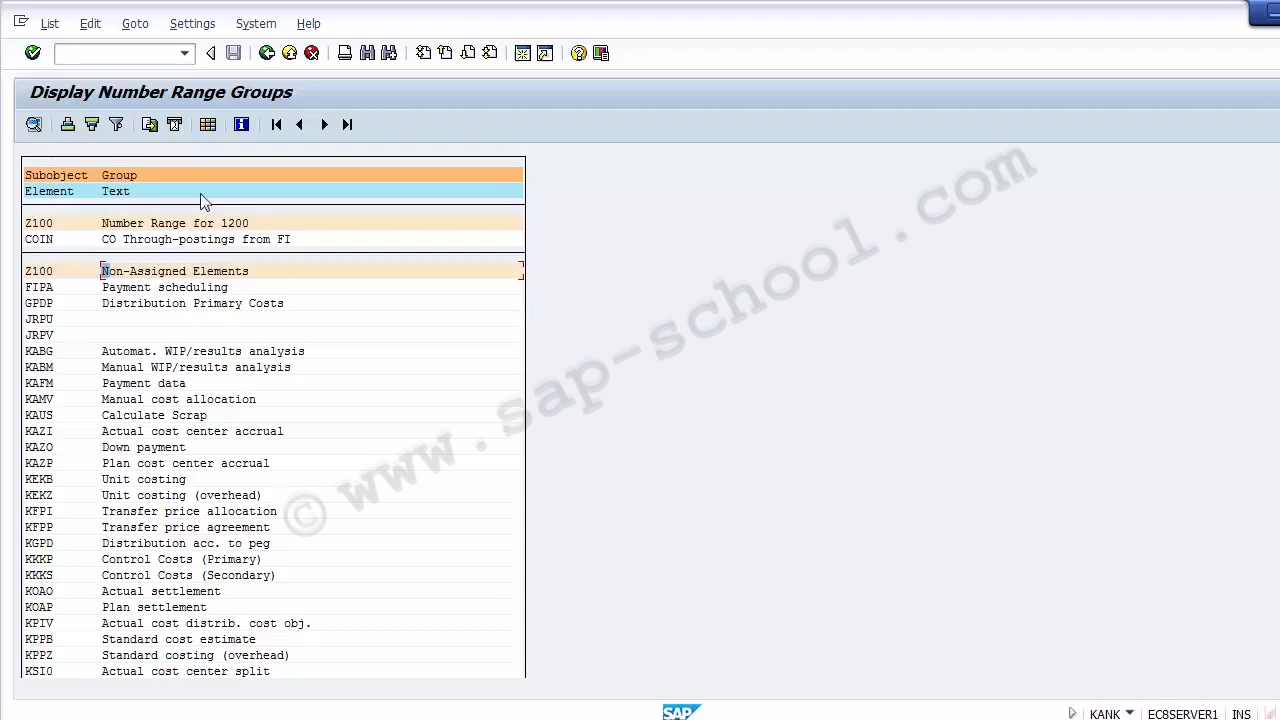 List Edit Goto Settings System Help
Display Number Range Groups
Subobject Group
Element Text
Z100 Number Range for 1200
COIN CO Through-postings from FI
Z100 Non-Assigned Elements
FIPA Payment scheduling
GPDP Distribution Primary Costs
JRPU
JRPV
KABG Automat. WIP/results analysis
KABM Manual WIP/results analysis
KAFM Payment data
KAMV Manual cost allocation
KAUS Calculate Scrap
KAZI Actual cost center accrual
KAZO Down payment
KAZP Plan cost center accrual
KEKB Unit costing
KEKZ Unit costing (overhead)
KFPI Transfer price allocation
KFPP Transfer price agreement
KGPD Distribution acc. to peg
KKKP Control Costs (Primary)
KKKS Control Costs (Secondary)
KOAO Actual settlement
KOAP Plan settlement
KPIV Actual cost distrib. cost obj.
KPPB Standard cost estimate
KPPZ Standard costing (overhead)
KSI0 Actual cost center split
© www.sap-school.com
SAP KANK EC8SERVER1 INS